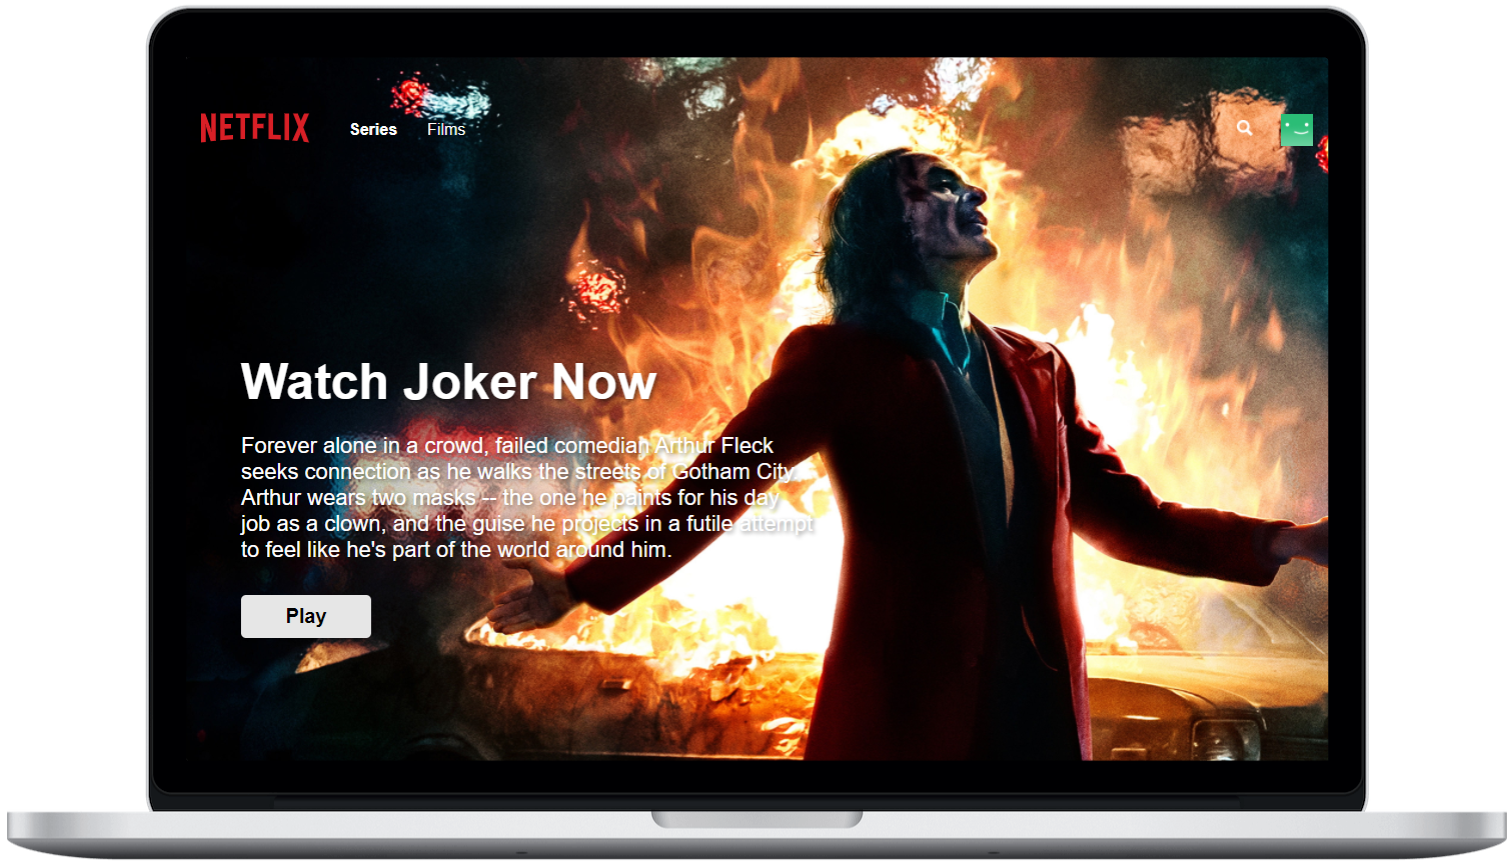 NETFLIX
Series
Films
Watch Joker Now
Forever alone in a crowd, failed comedian Arthur Fleck
seeks connection as he walks the streets of Gotham City.
Arthur wears two masks -- the one he paints for his day
job as a clown, and the guise he projects in a futile attempt
to feel like he's part of the world around him.
Play